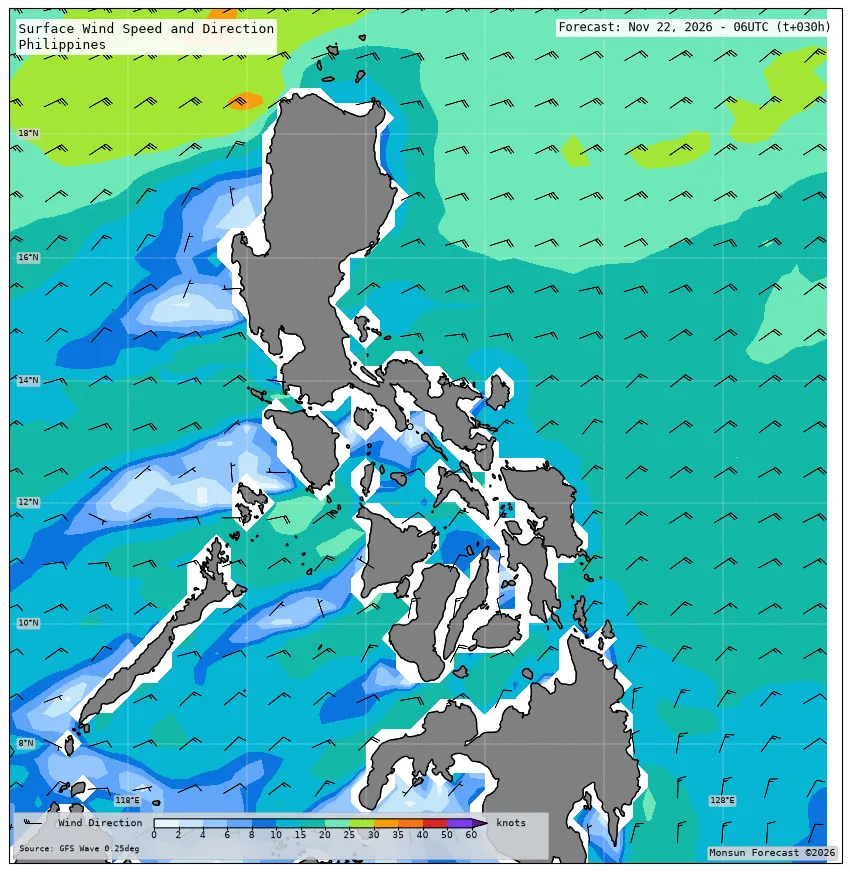 Surface Wind Speed and Direction
Philippines
Forecast: Nov 22, 2026 - 06UTC (t+030h)
18°N
16°N
14°N
12°N
10°N
8°N
118°E
128°E
Wind Direction
0 2 4 6 8 10 15 20 25 30 35 40 50 60
knots
Source: GFS Wave 0.25deg
Monsun Forecast ©2026